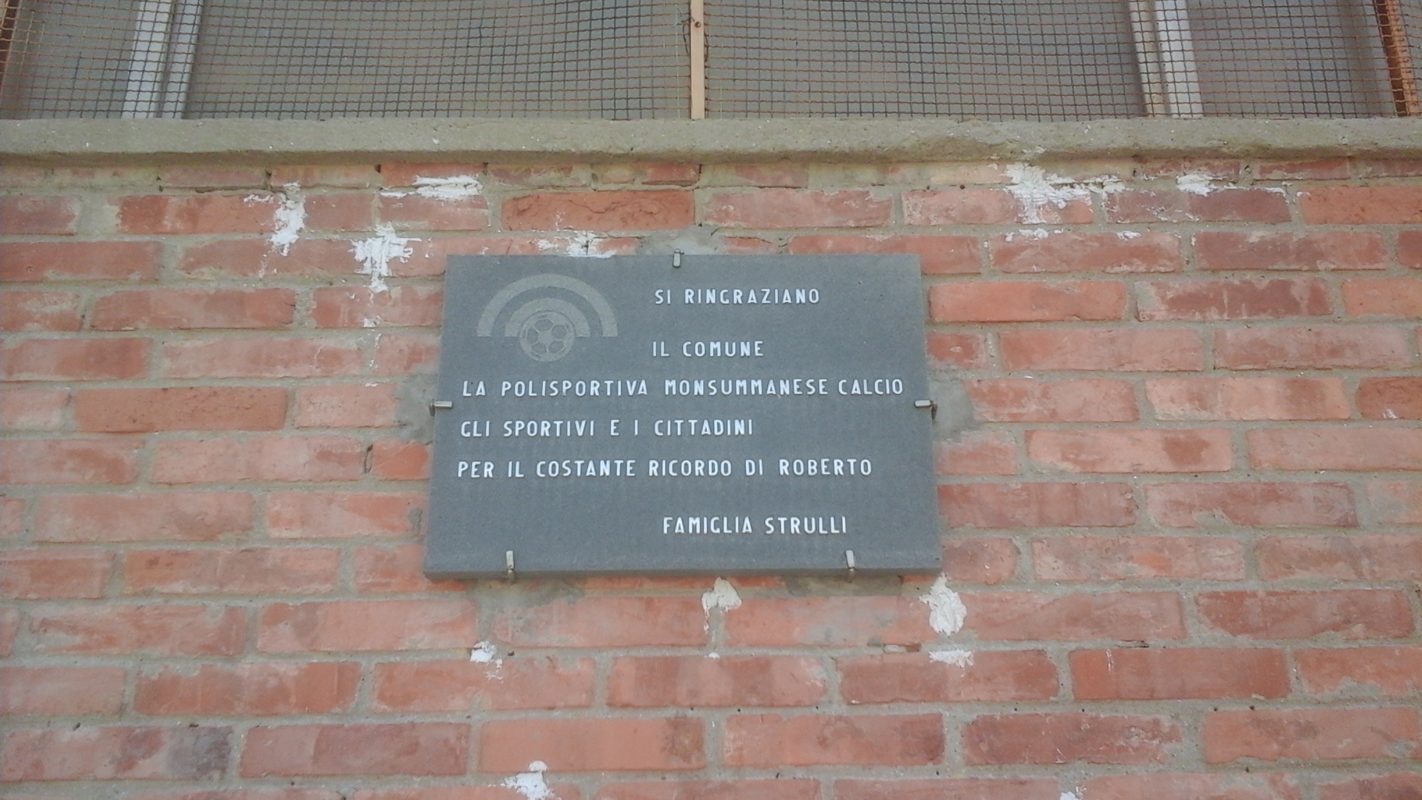 SI RINGRAZIANO
IL COMUNE
LA POLISPORTIVA MONSUMMANESE CALCIO
GLI SPORTIVI E I CITTADINI
PER IL COSTANTE RICORDO DI ROBERTO
FAMIGLIA STRULLI